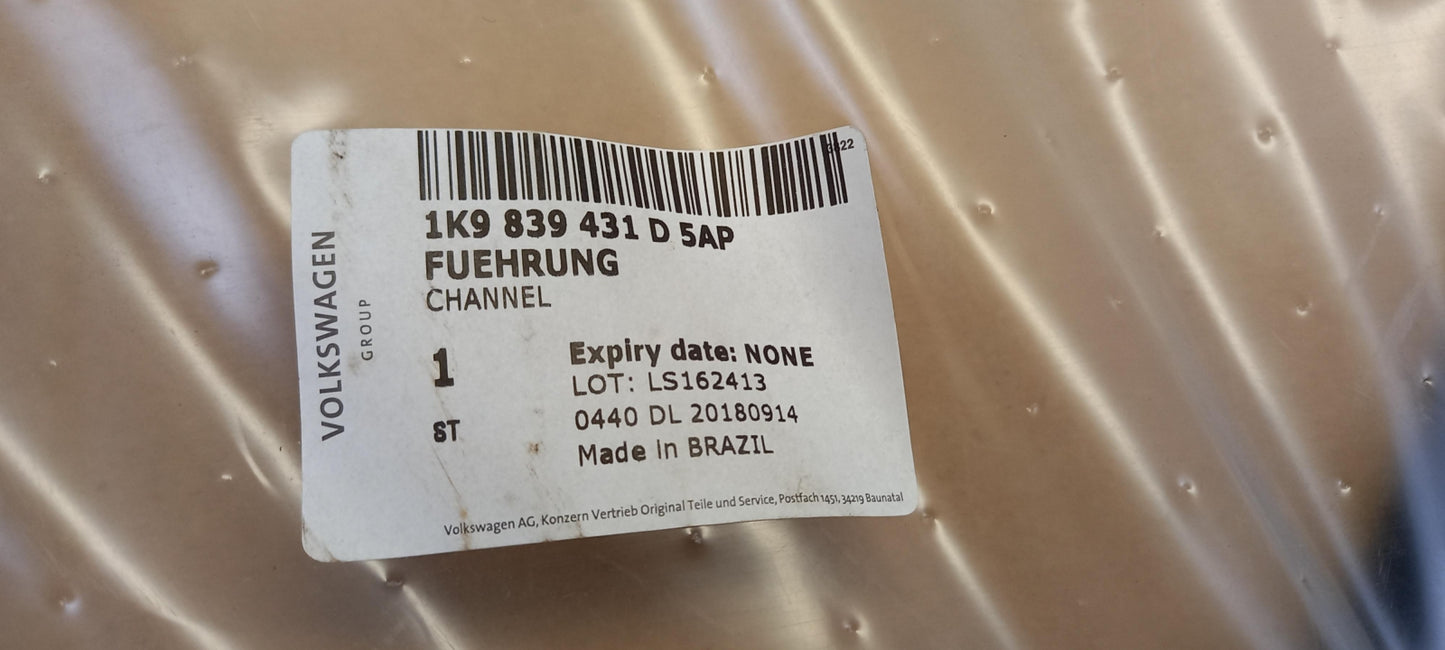 VOLKSWAGEN
GROUP
1K9 839 431 D 5AP
FUEHRUNG
CHANNEL
1
ST
Expiry date: NONE
LOT: LS162413
0440 DL 20180914
Made in BRAZIL
Volkswagen AG, Konzern Vertrieb Original Teile und Service, Postfach 1451, 34219 Baunatal